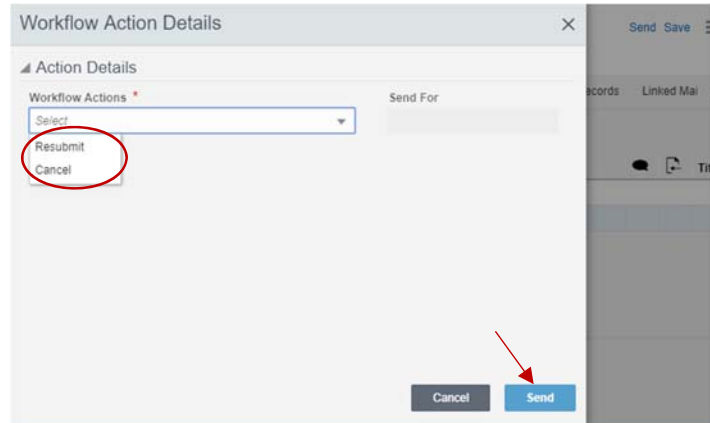 Workflow Action Details
Send Save
Action Details
ecords Linked Mai
Workflow Actions * Send For
Select
Resubmit
Cancel
Tit
Cancel Send